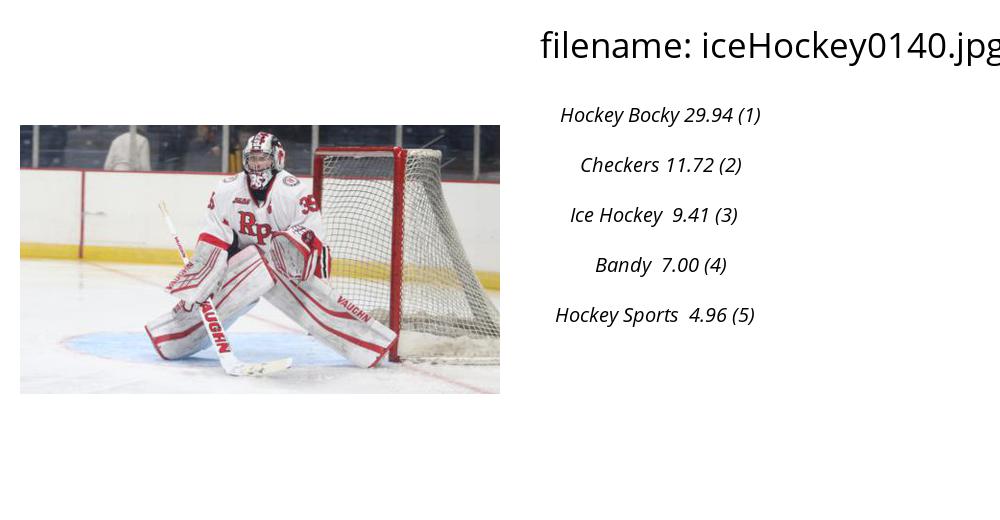 filename: iceHockey0140.jpg
Hockey Bocky 29.94 (1)
Checkers 11.72 (2)
Ice Hockey 9.41 (3)
Bandy 7.00 (4)
Hockey Sports 4.96 (5)
35
RP
VAUGHN
VAUGHN